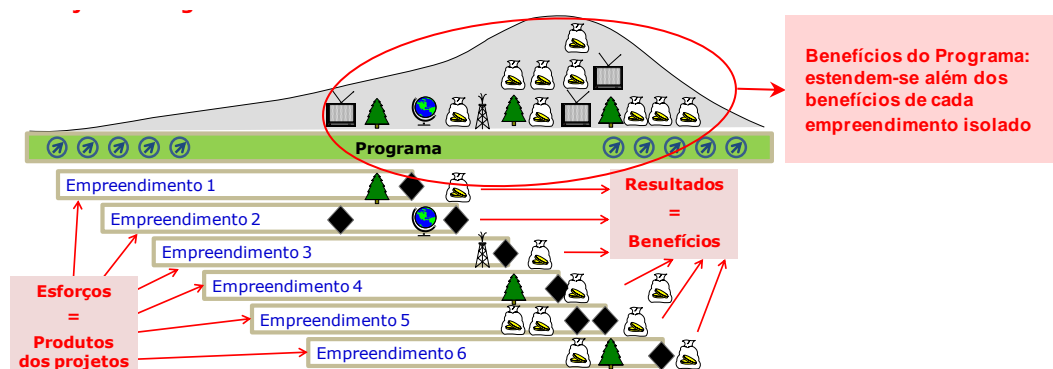 Benefícios do Programa:
estendem-se além dos
benefícios de cada
empreendimento isolado
Programa
Empreendimento 1
Empreendimento 2
Empreendimento 3
Empreendimento 4
Empreendimento 5
Empreendimento 6
Resultados
=
Benefícios
Esforços
=
Produtos
dos projetos